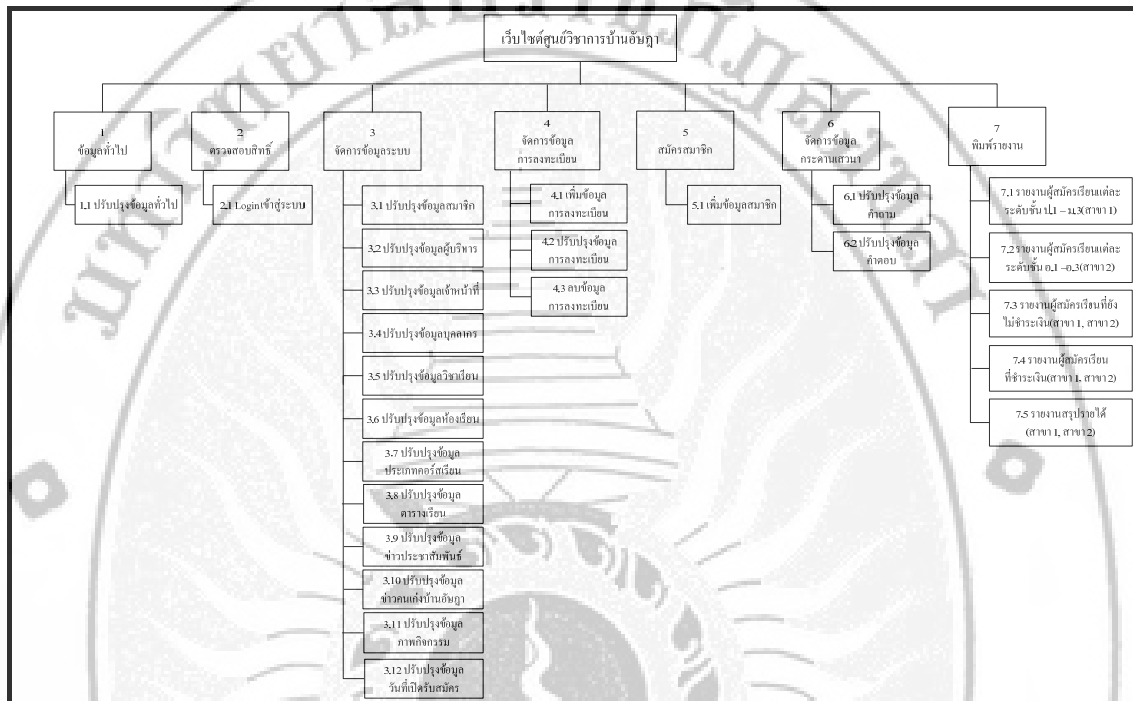 เว็บไซต์ศูนย์วิชาการบ้านอัษฎา
1
ข้อมูลทั่วไป
1.1 ปรับปรุงข้อมูลทั่วไป
2
ตรวจสอบสิทธิ์
2.1 Loginเข้าสู่ระบบ
3
จัดการข้อมูลระบบ
3.1 ปรับปรุงข้อมูลสมาชิก
3.2 ปรับปรุงข้อมูลผู้บริหาร
3.3 ปรับปรุงข้อมูลเจ้าหน้าที่
3.4 ปรับปรุงข้อมูลบุคลากร
3.5 ปรับปรุงข้อมูลวิชาเรียน
3.6 ปรับปรุงข้อมูลห้องเรียน
3.7 ปรับปรุงข้อมูล
ประเภทคอร์สเรียน
3.8 ปรับปรุงข้อมูล
ตารางเรียน
3.9 ปรับปรุงข้อมูล
ข่าวประชาสัมพันธ์
3.10 ปรับปรุงข้อมูล
ข่าวคนเก่งบ้านอัษฎา
3.11 ปรับปรุงข้อมูล
ภาพกิจกรรม
3.12 ปรับปรุงข้อมูล
วันที่เปิดรับสมัคร
4
จัดการข้อมูล
การลงทะเบียน
4.1 เพิ่มข้อมูล
การลงทะเบียน
4.2 ปรับปรุงข้อมูล
การลงทะเบียน
4.3 ลบข้อมูล
การลงทะเบียน
5
สมัครสมาชิก
5.1 เพิ่มข้อมูลสมาชิก
6
จัดการข้อมูล
กระดานเสวนา
6.1 ปรับปรุงข้อมูล
คำถาม
6.2 ปรับปรุงข้อมูล
คำตอบ
7
พิมพ์รายงาน
7.1 รายงานผู้สมัครเรียนแต่ละ
ระดับชั้น ป.1 – ม.3(สาขา 1)
7.2 รายงานผู้สมัครเรียนแต่ละ
ระดับชั้น อ.1 –อ.3(สาขา 2)
7.3 รายงานผู้สมัครเรียนที่ยัง
ไม่ชำระเงิน(สาขา 1, สาขา 2)
7.4 รายงานผู้สมัครเรียน
ที่ชำระเงิน(สาขา 1, สาขา 2)
7.5 รายงานสรุปรายได้
(สาขา 1, สาขา 2)